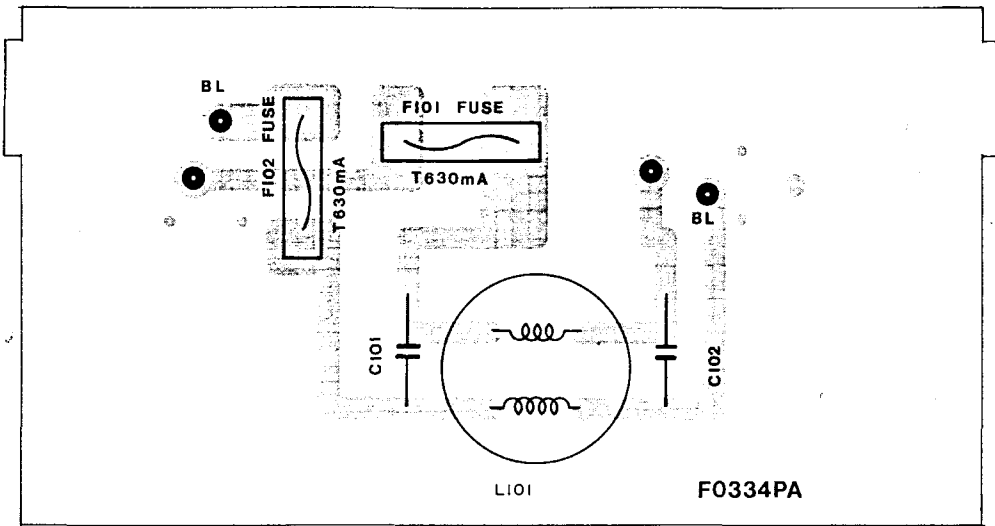 BL
F101 FUSE
F102 FUSE
T630mA
T630mA
BL
C101
C102
L101
F0334PA